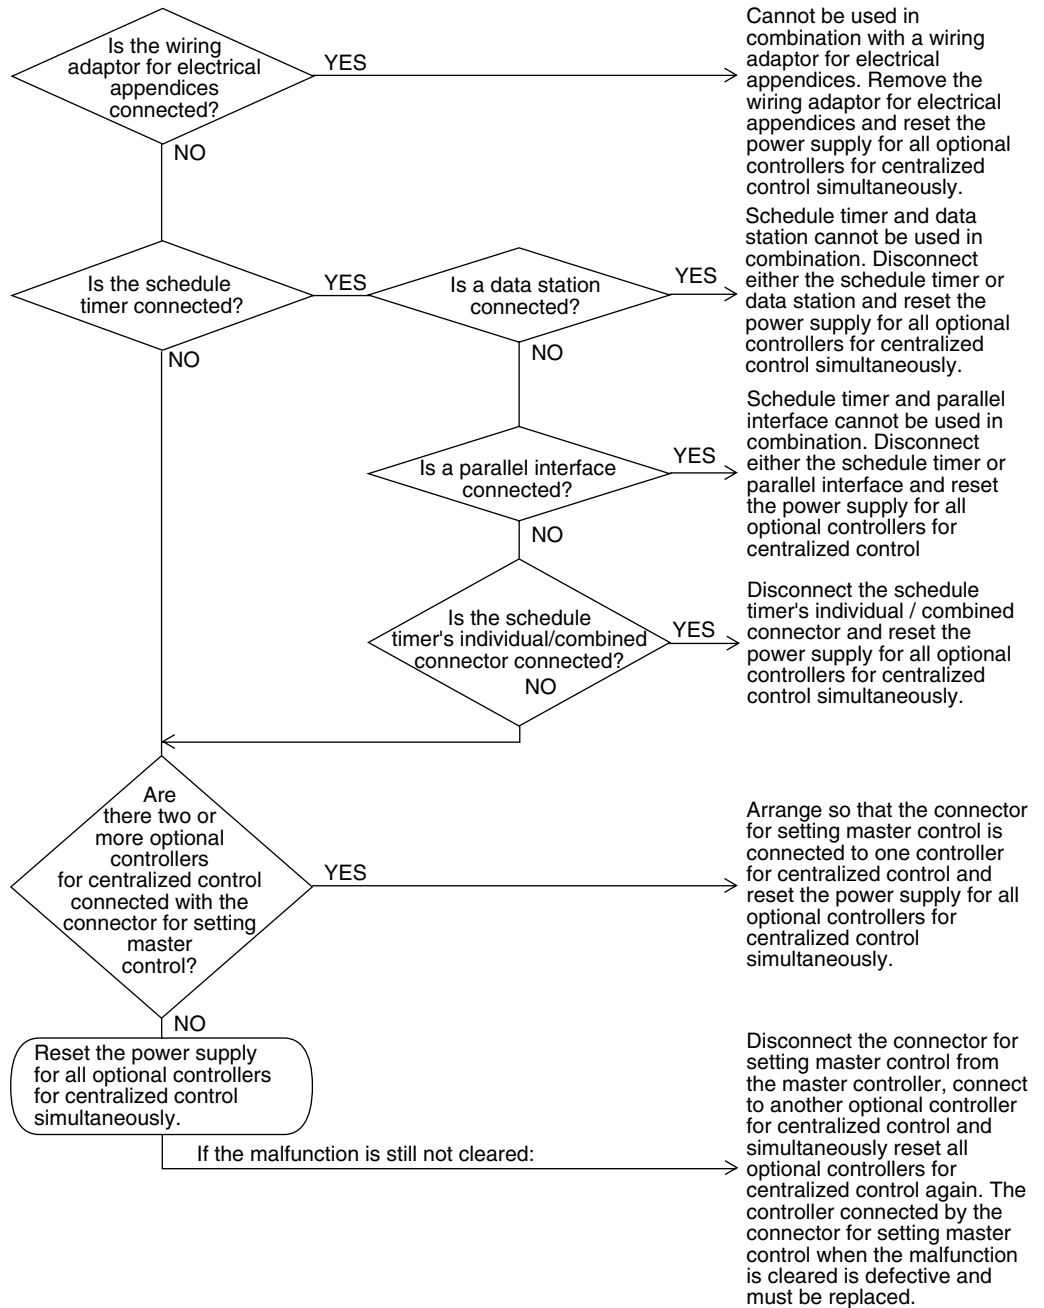 Is the wiring
adaptor for electrical
appendices
connected?
YES
Cannot be used in
combination with a wiring
adaptor for electrical
appendices. Remove the
wiring adaptor for electrical
appendices and reset the
power supply for all optional
controllers for centralized
control simultaneously.
NO
Is the schedule
timer connected?
YES
Is a data station
connected?
YES
Schedule timer and data
station cannot be used in
combination. Disconnect
either the schedule timer or
data station and reset the
power supply for all optional
controllers for centralized
control simultaneously.
NO
NO
Is a parallel interface
connected?
YES
Schedule timer and parallel
interface cannot be used in
combination. Disconnect
either the schedule timer or
parallel interface and reset
the power supply for all
optional controllers for
centralized control
NO
Is the schedule
timer's individual/combined
connector connected?
YES
NO
Disconnect the schedule
timer's individual / combined
connector and reset the
power supply for all optional
controllers for centralized
control simultaneously.
Are
there two or
more optional
controllers
for centralized control
connected with the
connector for setting
master
control?
YES
Arrange so that the connector
for setting master control is
connected to one controller
for centralized control and
reset the power supply for all
optional controllers for
centralized control
simultaneously.
NO
Reset the power supply
for all optional controllers
for centralized control
simultaneously.
If the malfunction is still not cleared:
Disconnect the connector for
setting master control from
the master controller, connect
to another optional controller
for centralized control and
simultaneously reset all
optional controllers for
centralized control again. The
controller connected by the
connector for setting master
control when the malfunction
is cleared is defective and
must be replaced.